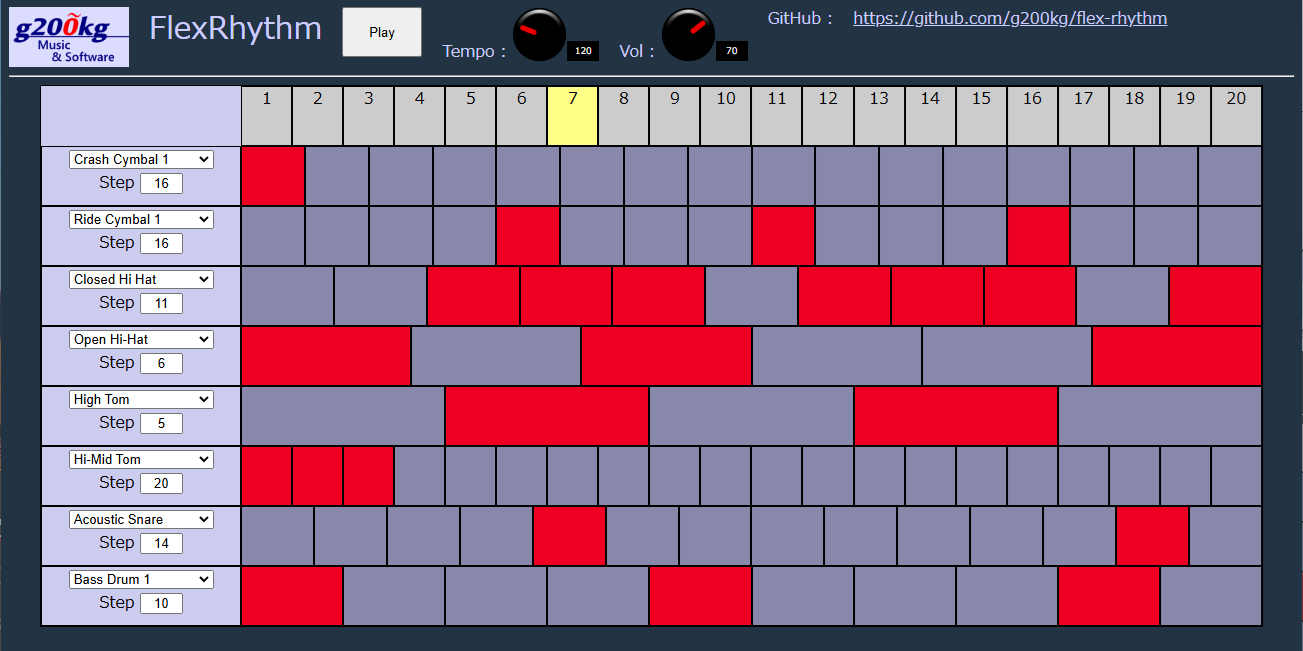 g200kg
Music
& Software
FlexRhythm
Play
Tempo : 120
Vol : 70
GitHub : https://github.com/g200kg/flex-rhythm
1 2 3 4 5 6 7 8 9 10 11 12 13 14 15 16 17 18 19 20
Crash Cymbal 1
Step 16
Ride Cymbal 1
Step 16
Closed Hi Hat
Step 11
Open Hi-Hat
Step 6
High Tom
Step 5
Hi-Mid Tom
Step 20
Acoustic Snare
Step 14
Bass Drum 1
Step 10